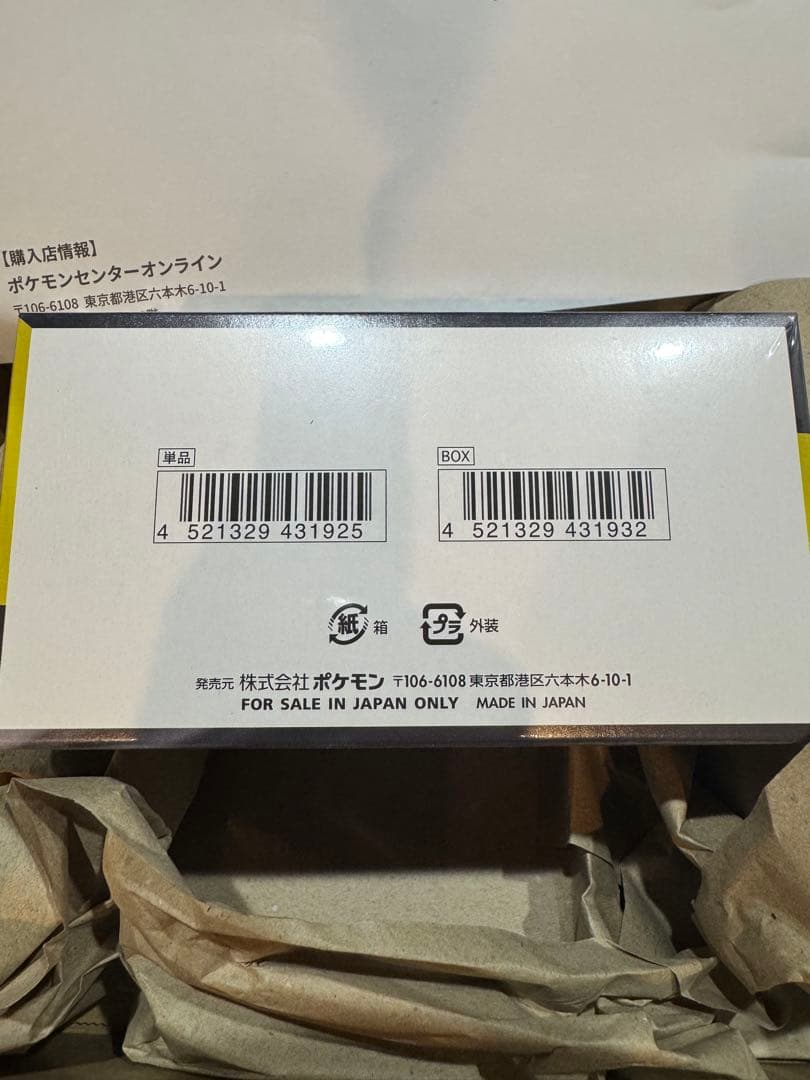 【購入店情報】
ポケモンセンターオンライン
〒106-6108 東京都港区六本木6-10-1
単品
4 521329 431925
BOX
4 521329 431932
紙 箱
プラ 外装
発売元 株式会社 ポケモン 〒106-6108 東京都港区六本木6-10-1
FOR SALE IN JAPAN ONLY MADE IN JAPAN